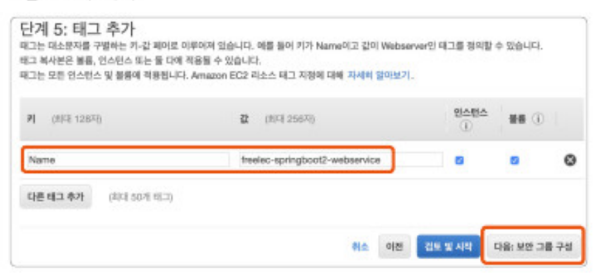 단계 5: 태그 추가
태그는 대소문자를 구별하는 키-값 페어로 이루어져 있습니다. 예를 들어 키가 Name이고 값이 Webserver인 태그를 정의할 수 있습니다.
태그 복사본은 볼륨, 인스턴스 또는 둘 다에 적용될 수 있습니다.
태그는 모든 인스턴스 및 볼륨에 적용됩니다. Amazon EC2 리소스 태그 지정에 대해 자세히 알아보기.
키 (최대 128자) 값 (최대 256자) 인스턴스 볼륨
Name freelec-springboot2-webservice
다른 태그 추가 (최대 50개 태그)
취소 이전 검토 및 시작 다음: 보안 그룹 구성